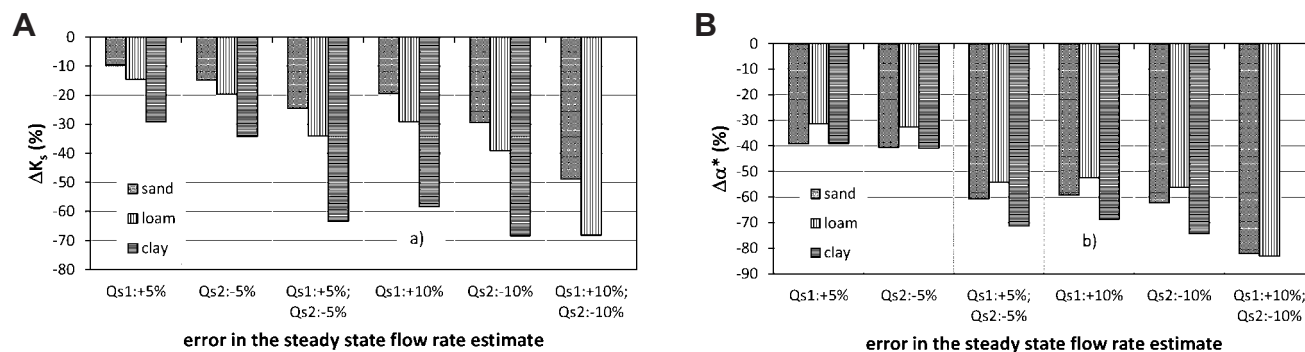 A
0
-10
-20
-30
-40
-50
-60
-70
-80
ΔKs (%)
sand
loam
clay
a)
Qs1:+5%
Qs2:-5%
Qs1:+5%;
Qs2:-5%
Qs1:+10%
Qs2:-10%
Qs1:+10%;
Qs2:-10%
error in the steady state flow rate estimate
B
0
-10
-20
-30
-40
-50
-60
-70
-80
-90
Δα* (%)
sand
loam
clay
b)
Qs1:+5%
Qs2:-5%
Qs1:+5%;
Qs2:-5%
Qs1:+10%
Qs2:-10%
Qs1:+10%;
Qs2:-10%
error in the steady state flow rate estimate